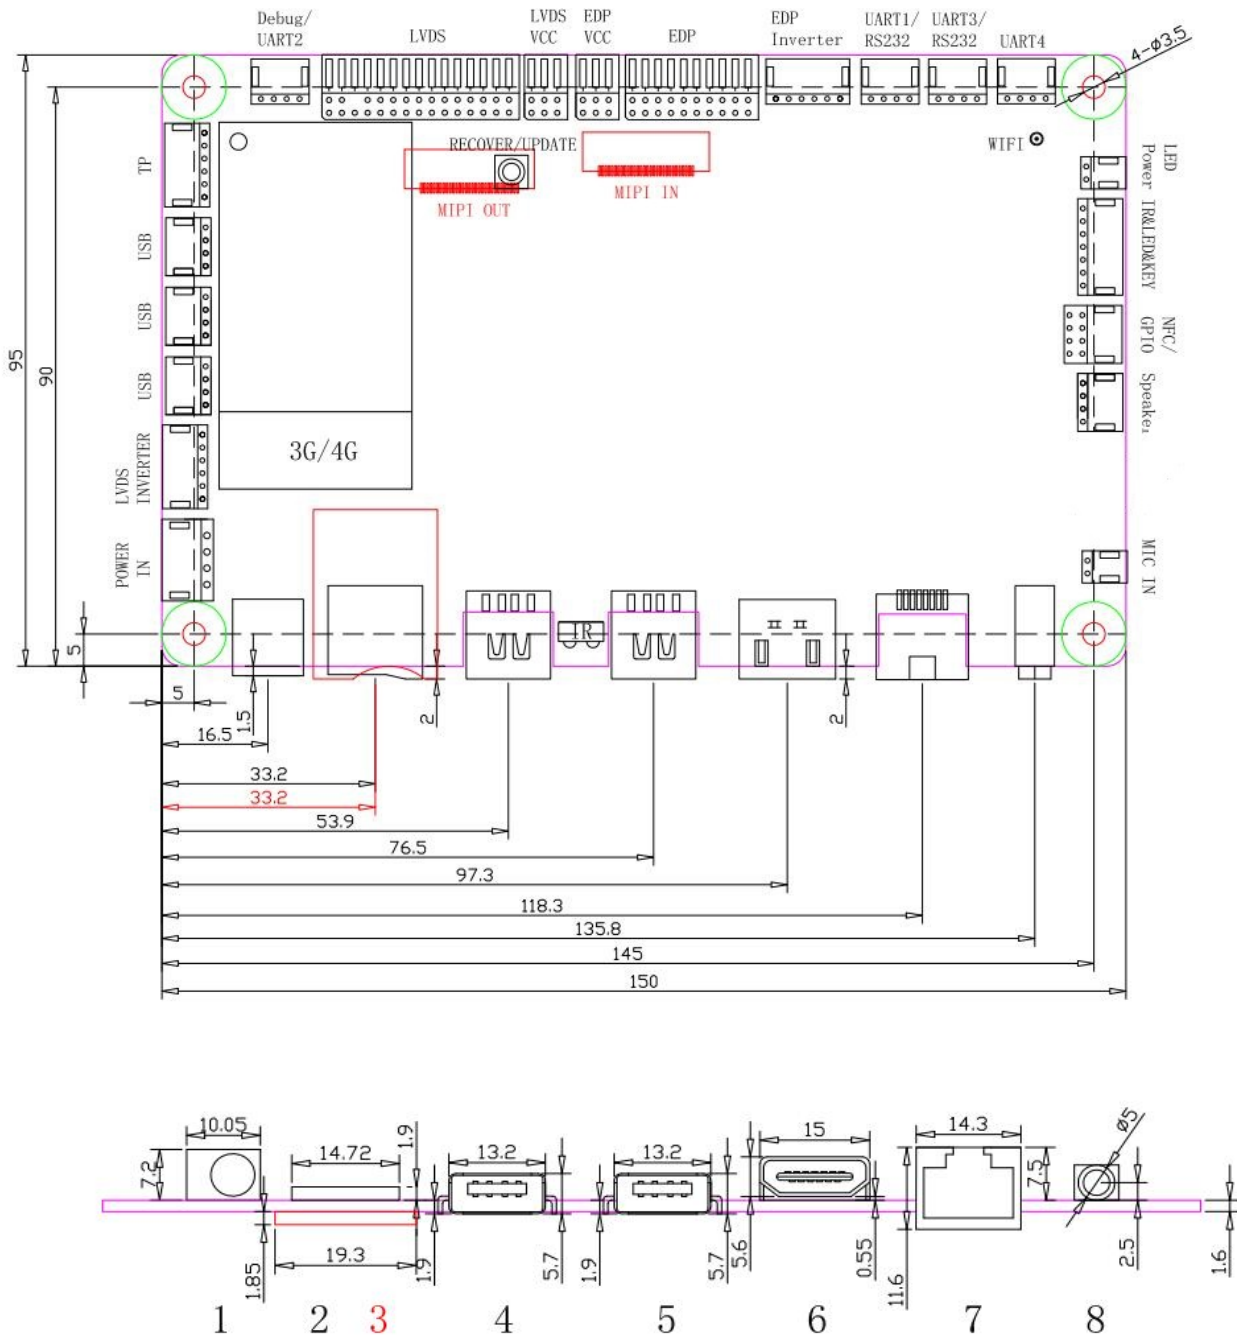 Debug/
UART2
LVDS
LVDS
VCC
EDP
VCC
EDP
EDP
Inverter
UART1/
RS232
UART3/
RS232
UART4
4-ø3.5
RECOVER/UPDATE
WIFI
MIPI OUT
MIPI IN
TP
USB
USB
USB
LVDS
INVERTER
POWER
IN
LED
Power
IR&LED&KEY
NFC/
GPIO
MIC IN
3G/4G
IR
95
90
5
5
1.5
2
2
16.5
33.2
33.2
53.9
76.5
97.3
118.3
135.8
145
150
10.05
7.2
14.72
1.9
19.3
1.85
13.2
1.9
5.7
13.2
1.9
5.7
15
5.6
0.55
14.3
7.5
11.6
ø5
2.5
1.6
1
2
3
4
5
6
7
8